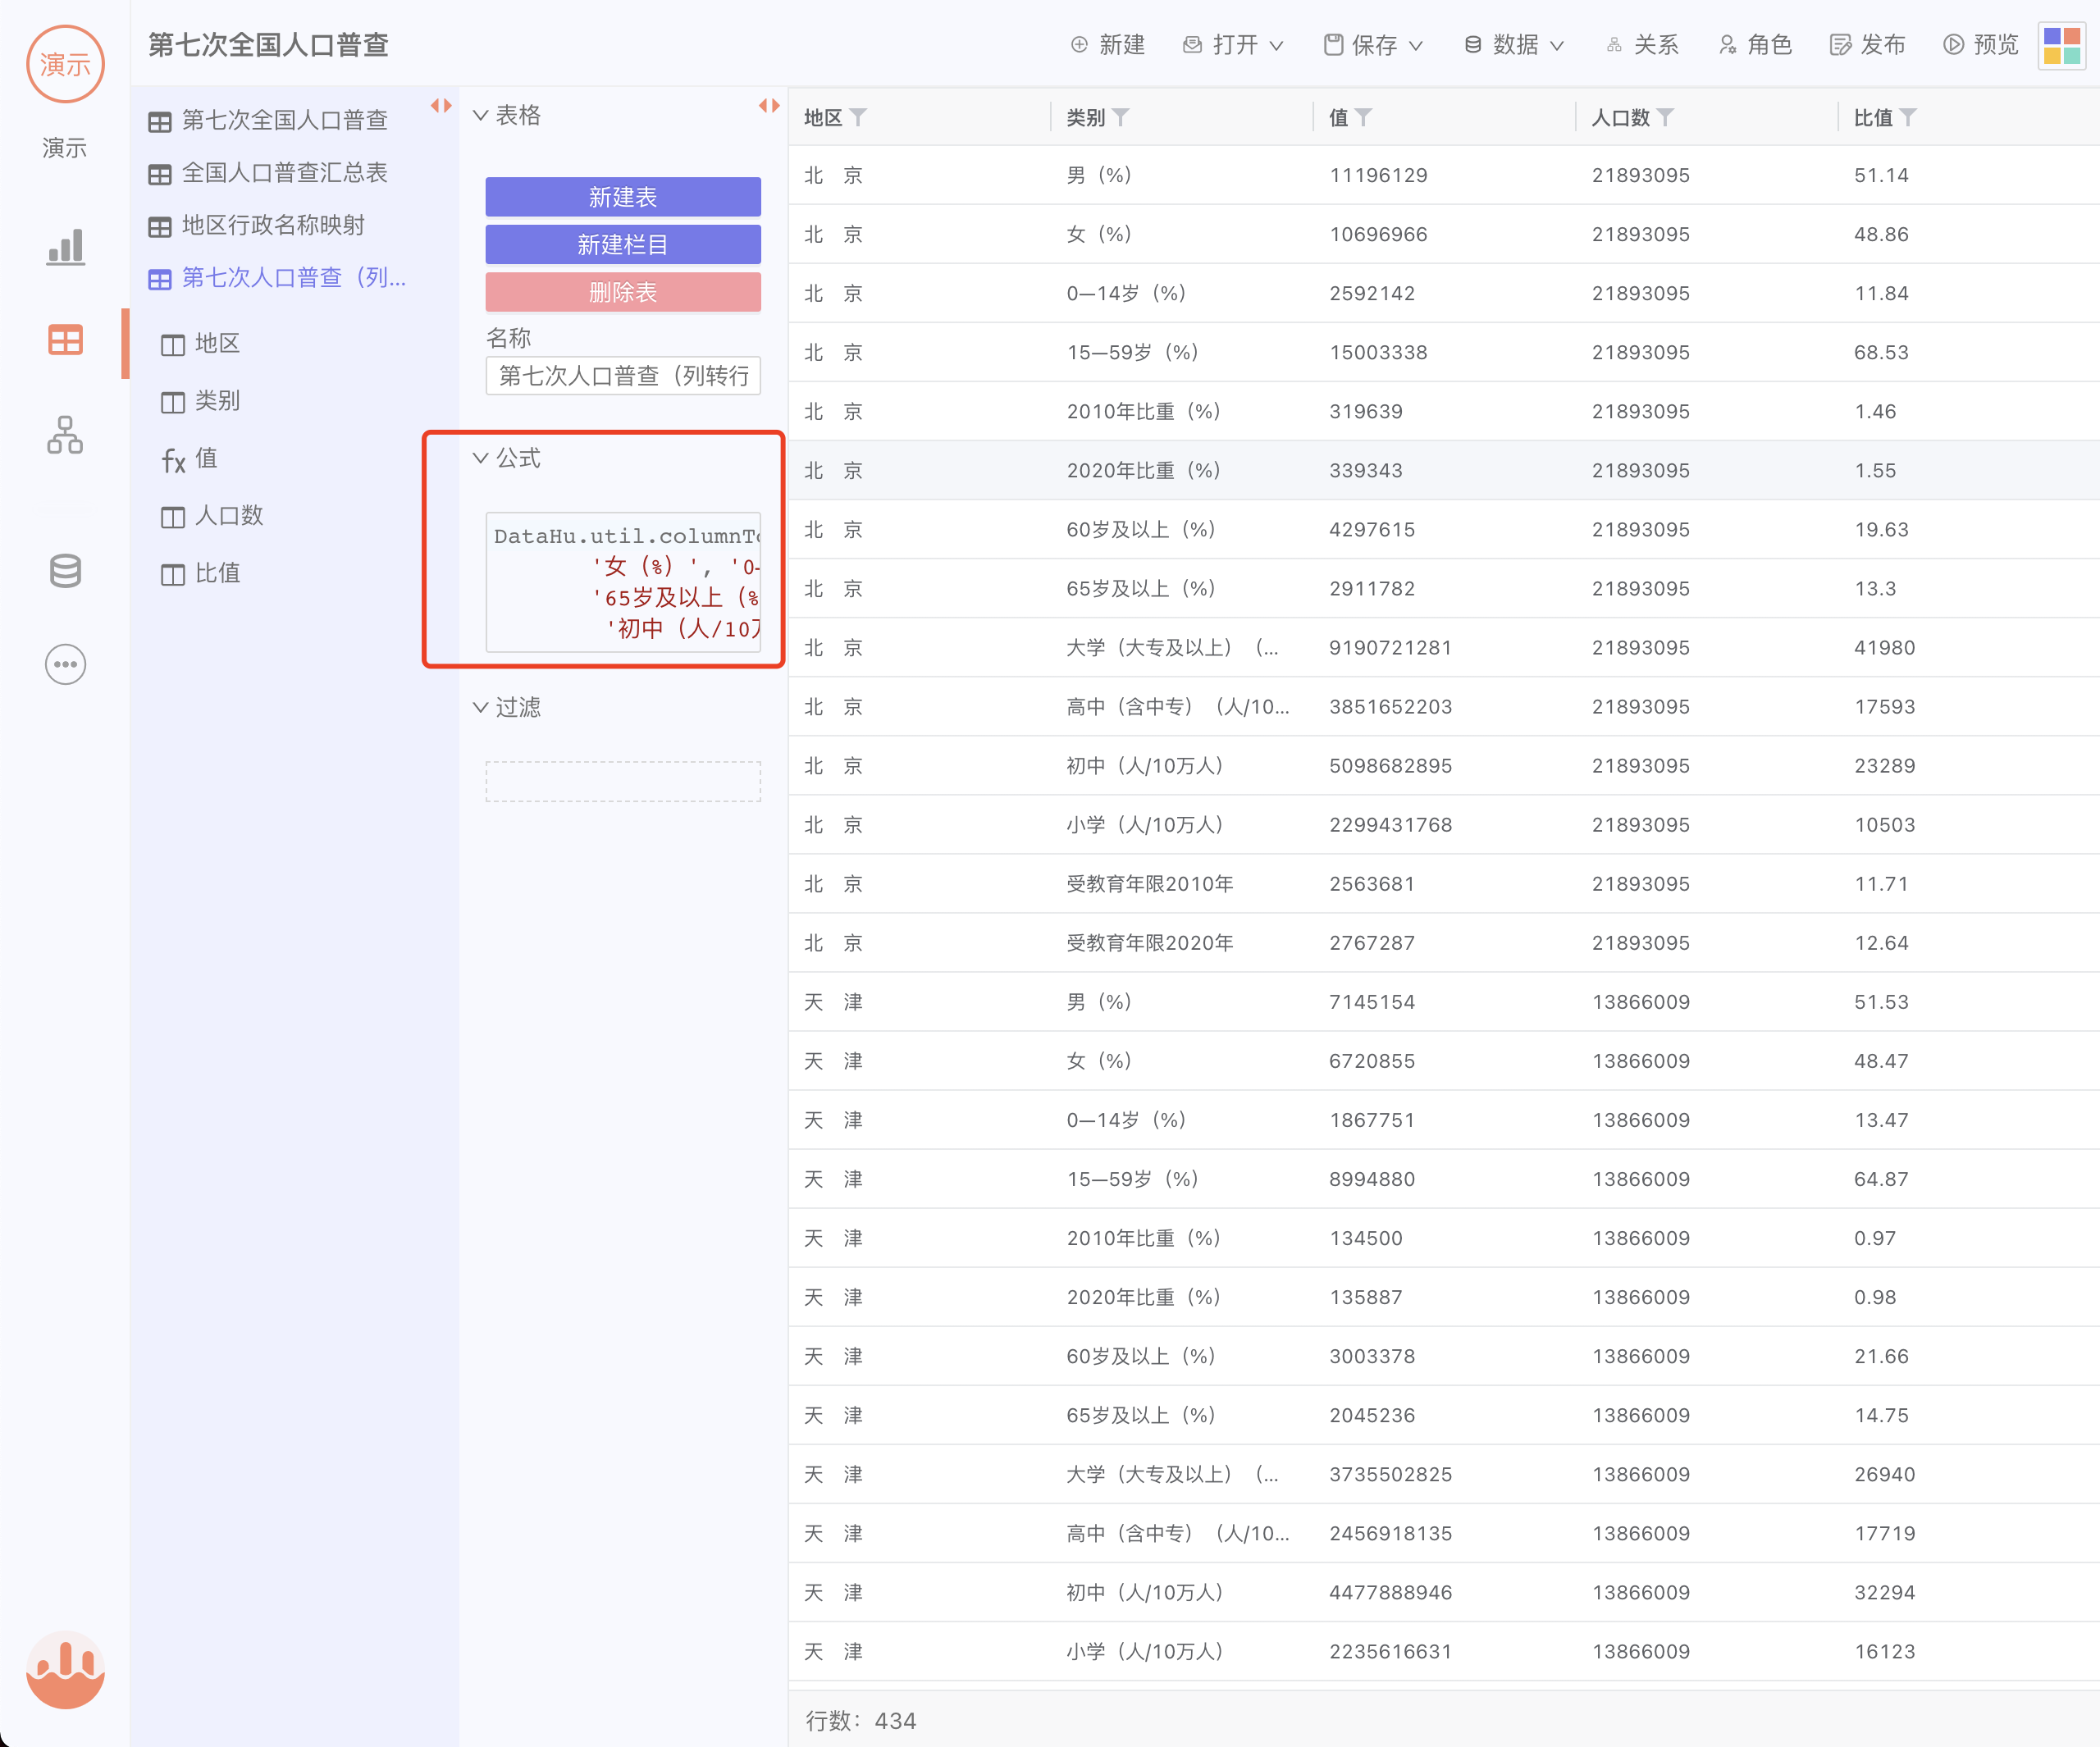 演示
演示
第七次全国人口普查
新建 打开 保存 数据 关系 角色 发布 预览
第七次全国人口普查
全国人口普查汇总表
地区行政名称映射
第七次人口普查（列...
地区
类别
fx 值
人口数
比值
表格
新建表
新建栏目
删除表
名称
第七次人口普查（列转行
公式
DataHu.util.columnTo
'女（%）', '0-
'65岁及以上（%
'初中（人/10万
过滤
地区 类别 值 人口数 比值
北 京 男（%） 11196129 21893095 51.14
北 京 女（%） 10696966 21893095 48.86
北 京 0—14岁（%） 2592142 21893095 11.84
北 京 15—59岁（%） 15003338 21893095 68.53
北 京 2010年比重（%） 319639 21893095 1.46
北 京 2020年比重（%） 339343 21893095 1.55
北 京 60岁及以上（%） 4297615 21893095 19.63
北 京 65岁及以上（%） 2911782 21893095 13.3
北 京 大学（大专及以上）（... 9190721281 21893095 41980
北 京 高中（含中专）（人/10... 3851652203 21893095 17593
北 京 初中（人/10万人） 5098682895 21893095 23289
北 京 小学（人/10万人） 2299431768 21893095 10503
北 京 受教育年限2010年 2563681 21893095 11.71
北 京 受教育年限2020年 2767287 21893095 12.64
天 津 男（%） 7145154 13866009 51.53
天 津 女（%） 6720855 13866009 48.47
天 津 0—14岁（%） 1867751 13866009 13.47
天 津 15—59岁（%） 8994880 13866009 64.87
天 津 2010年比重（%） 134500 13866009 0.97
天 津 2020年比重（%） 135887 13866009 0.98
天 津 60岁及以上（%） 3003378 13866009 21.66
天 津 65岁及以上（%） 2045236 13866009 14.75
天 津 大学（大专及以上）（... 3735502825 13866009 26940
天 津 高中（含中专）（人/10... 2456918135 13866009 17719
天 津 初中（人/10万人） 4477888946 13866009 32294
天 津 小学（人/10万人） 2235616631 13866009 16123
行数：434